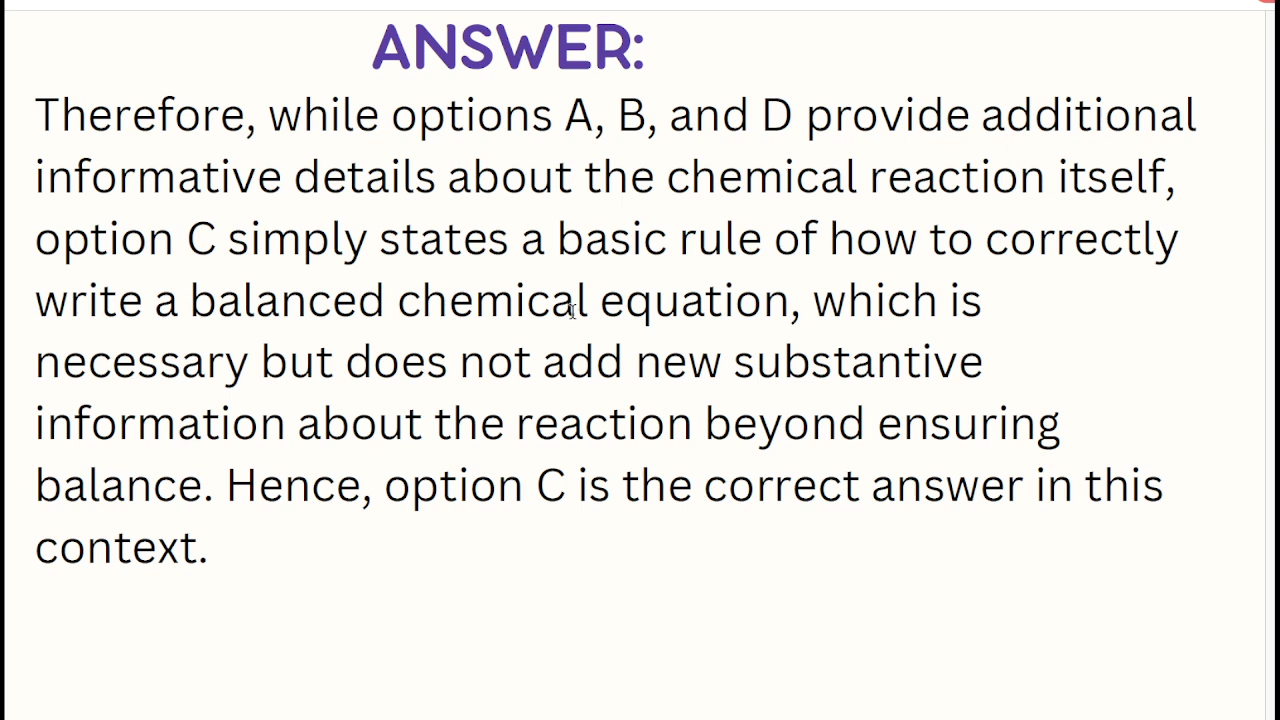 ANSWER:
Therefore, while options A, B, and D provide additional
informative details about the chemical reaction itself,
option C simply states a basic rule of how to correctly
write a balanced chemical equation, which is
necessary but does not add new substantive
information about the reaction beyond ensuring
balance. Hence, option C is the correct answer in this
context.